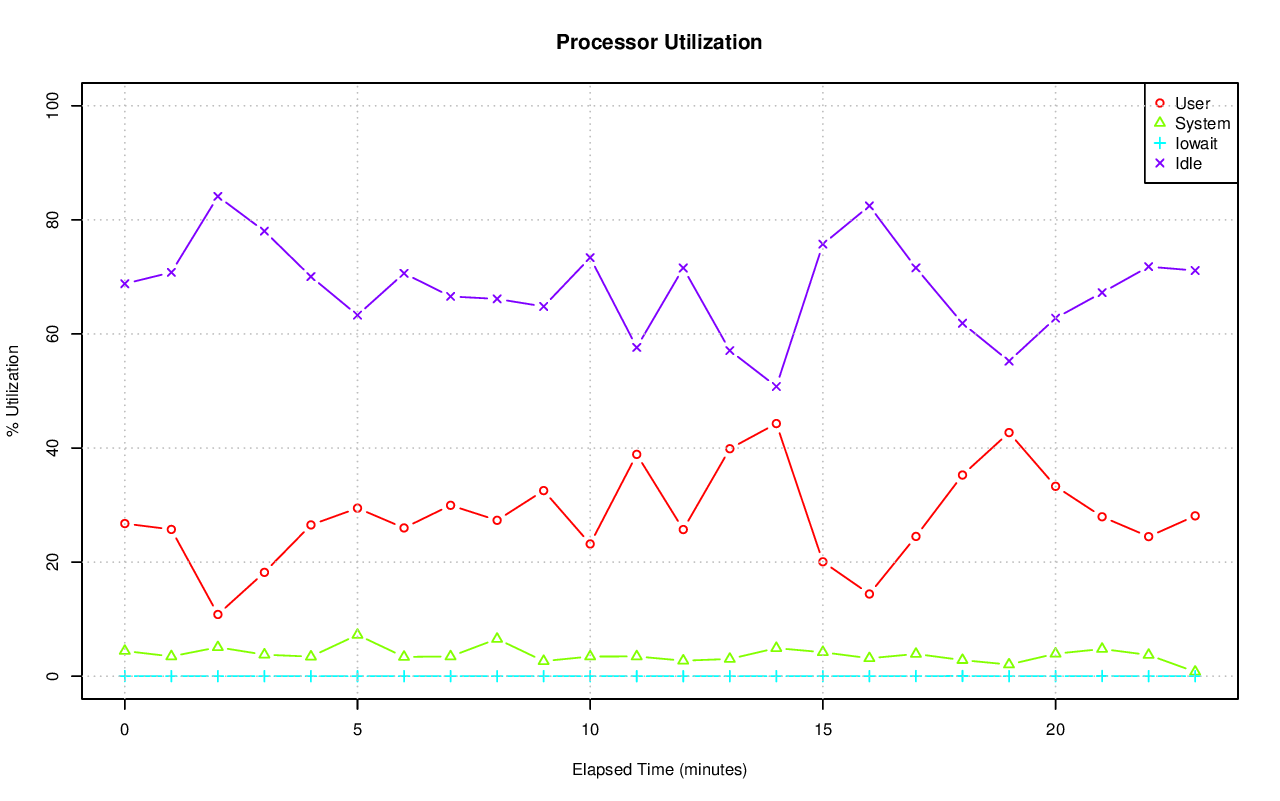 Processor Utilization
% Utilization
100
80
60
40
20
0
User
System
Iowait
Idle
0 5 10 15 20
Elapsed Time (minutes)